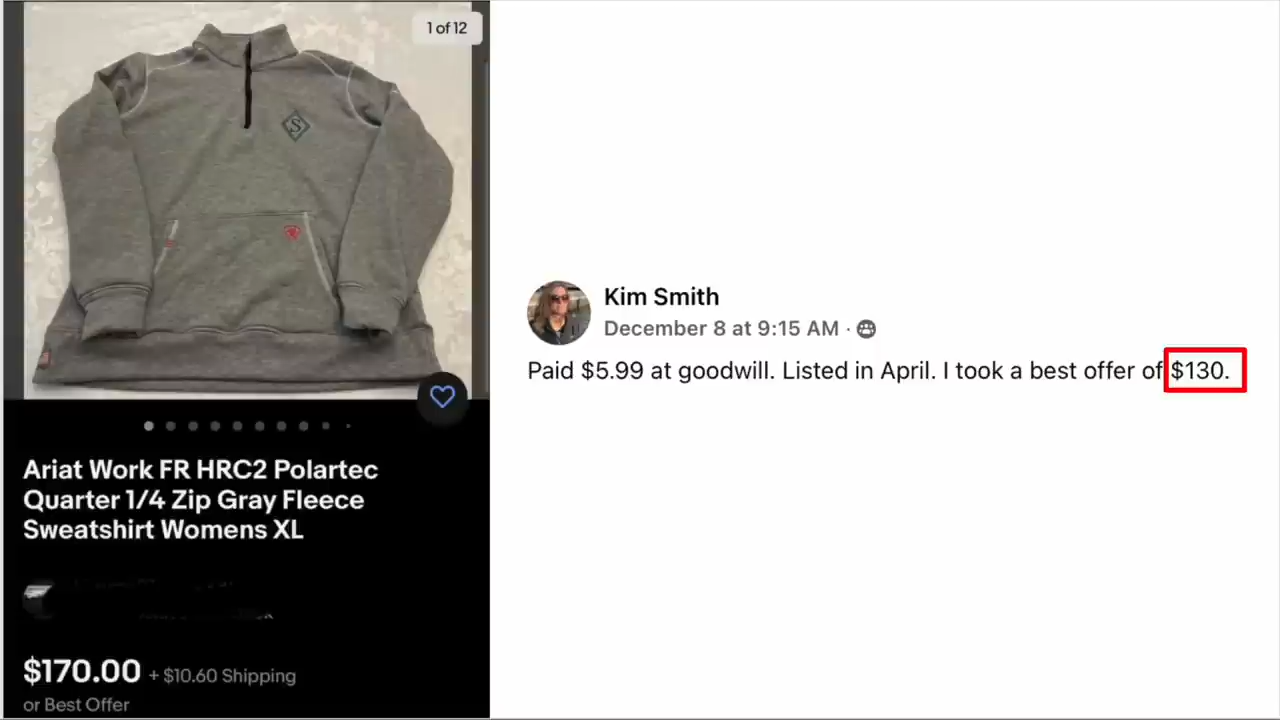 1 of 12
S
Ariat Work FR HRC2 Polartec
Quarter 1/4 Zip Gray Fleece
Sweatshirt Womens XL
$170.00 + $10.60 Shipping
or Best Offer
Kim Smith
December 8 at 9:15 AM ·
Paid $5.99 at goodwill. Listed in April. I took a best offer of $130.